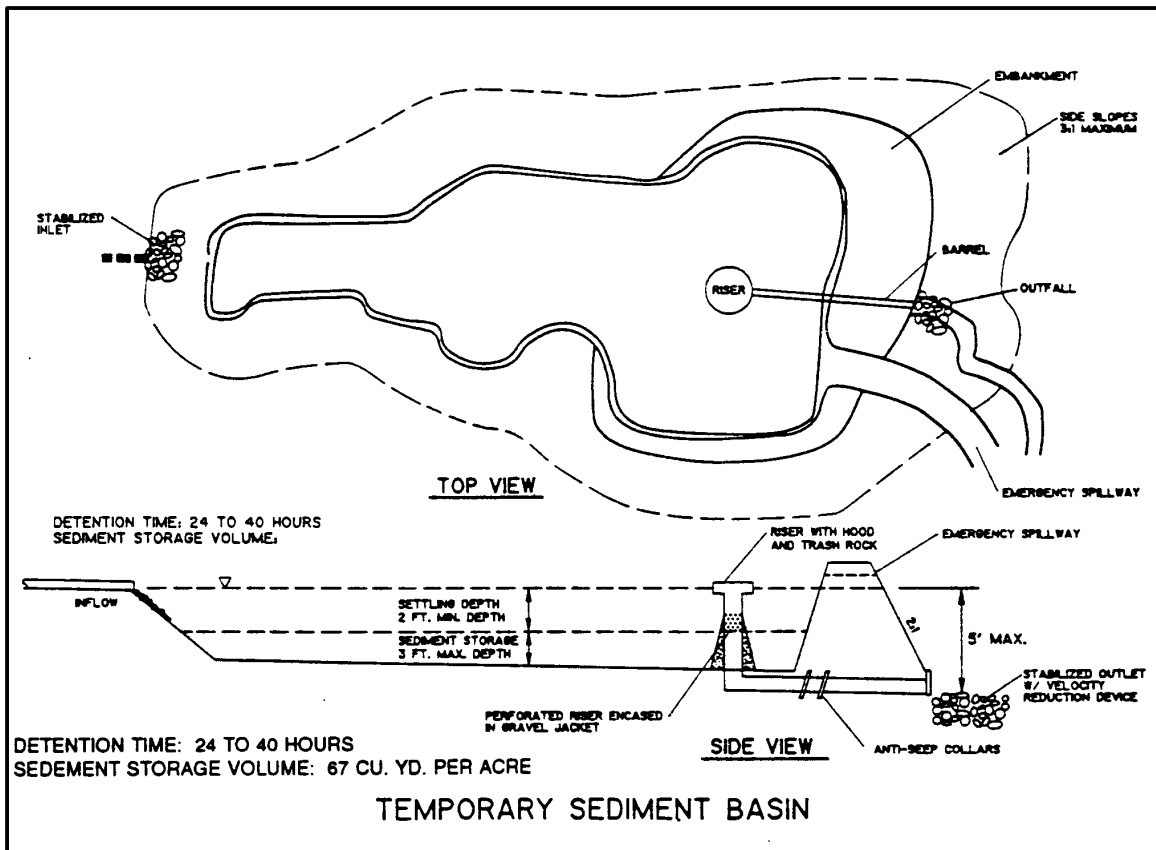 EMBANKMENT
SIDE SLOPES
3:1 MAXIMUM
STABILIZED
INLET
BARREL
RISER
OUTFALL
TOP VIEW
EMERGENCY SPILLWAY
DETENTION TIME: 24 TO 40 HOURS
SEDIMENT STORAGE VOLUME:
RISER WITH HOOD
AND TRASH ROCK
EMERGENCY SPILLWAY
INFLOW
SETTLING DEPTH
2 FT. MIN. DEPTH
SEDIMENT STORAGE
3 FT. MAX. DEPTH
2:1
5' MAX.
STABILIZED OUTLET
W/ VELOCITY
REDUCTION DEVICE
PERFORATED RISER ENCASED
IN GRAVEL JACKET
SIDE VIEW
ANTI-SEEP COLLARS
DETENTION TIME: 24 TO 40 HOURS
SEDEMENT STORAGE VOLUME: 67 CU. YD. PER ACRE
TEMPORARY SEDIMENT BASIN